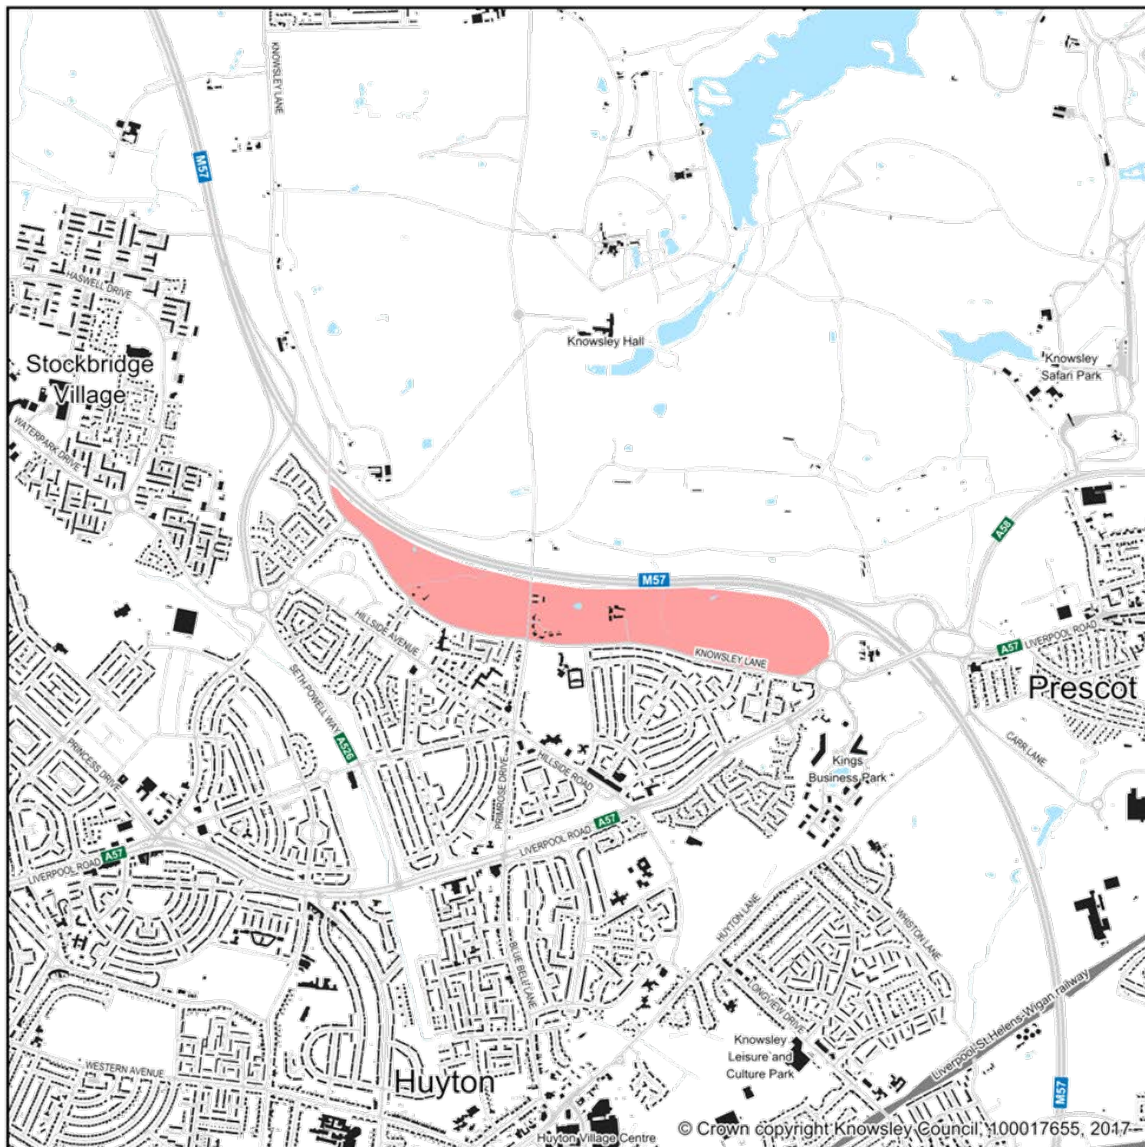 KNOWSLEY LANE
M57
HASWELL DRIVE
Stockbridge
Village
WATERPARK DRIVE
Knowsley Hall
Knowsley
Safari Park
A58
M57
A57
LIVERPOOL ROAD
Prescot
HILLSIDE AVENUE
KNOWSLEY LANE
SETH POWELL WAY
A526
PRINCESS DRIVE
PRIMROSE DRIVE
HILLSIDE ROAD
Kings
Business Park
CARR LANE
LIVERPOOL ROAD
A57
LIVERPOOL ROAD
A57
HUYTON LANE
WHISTON LANE
BLUE BELL LANE
LONGVIEW DRIVE
Liverpool-St Helens-Wigan railway
Knowsley
Leisure and
Culture Park
WESTERN AVENUE
Huyton
M57
Huyton Village Centre
© Crown copyright Knowsley Council, 100017655, 2017